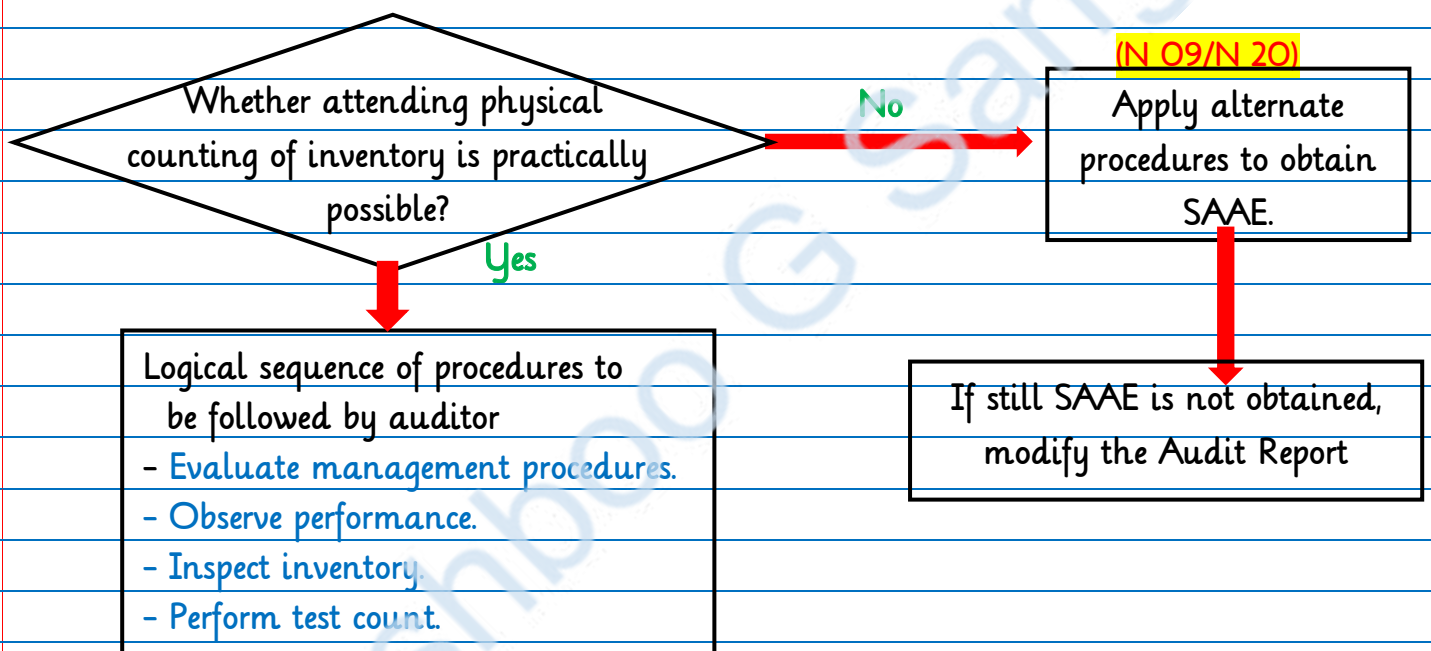 Whether attending physical
counting of inventory is practically
possible?
No
Yes
(N 09/N 20)
Apply alternate
procedures to obtain
SAAE.
If still SAAE is not obtained,
modify the Audit Report
Logical sequence of procedures to
be followed by auditor
- Evaluate management procedures.
- Observe performance.
- Inspect inventory.
- Perform test count.